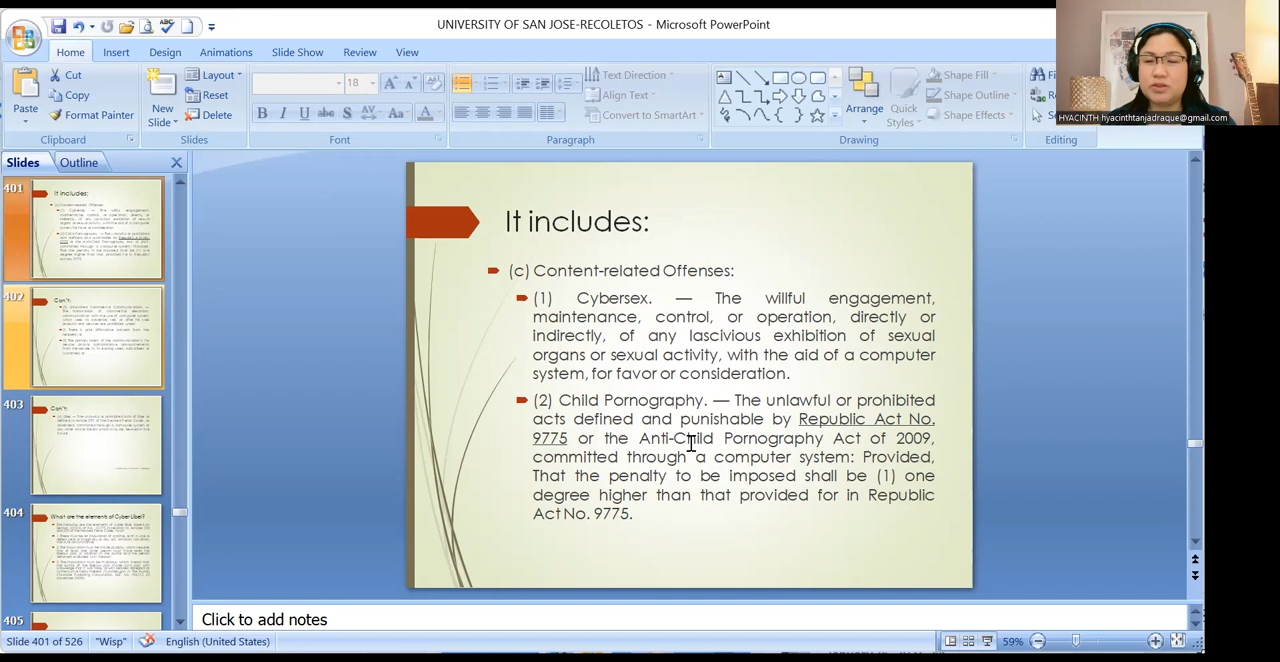 UNIVERSITY OF SAN JOSE-RECOLETOS - Microsoft PowerPoint
Home Insert Design Animations Slide Show Review View
Cut
Copy
Format Painter
Paste
Clipboard
New
Slide
Layout
Reset
Delete
Slides
18
B I U abc S AV Aa A
Font
Text Direction
Align Text
Convert to SmartArt
Paragraph
Arrange
Quick
Styles
Shape Fill
Shape Outline
Shape Effects
Drawing
Editing
HYACINTH hyacinthtanjadraque@gmail.com
Slides Outline
401
It includes:
402
Con't:
403
Con't:
404
What are the elements of Cyber Libel?
405
It includes:
(c) Content-related Offenses:
(1) Cybersex. — The willful engagement,
maintenance, control, or operation, directly or
indirectly, of any lascivious exhibition of sexual
organs or sexual activity, with the aid of a computer
system, for favor or consideration.
(2) Child Pornography. — The unlawful or prohibited
acts defined and punishable by Republic Act No.
9775 or the Anti-Child Pornography Act of 2009,
committed through a computer system: Provided,
That the penalty to be imposed shall be (1) one
degree higher than that provided for in Republic
Act No. 9775.
Click to add notes
Slide 401 of 526 "Wisp" English (United States) 59%